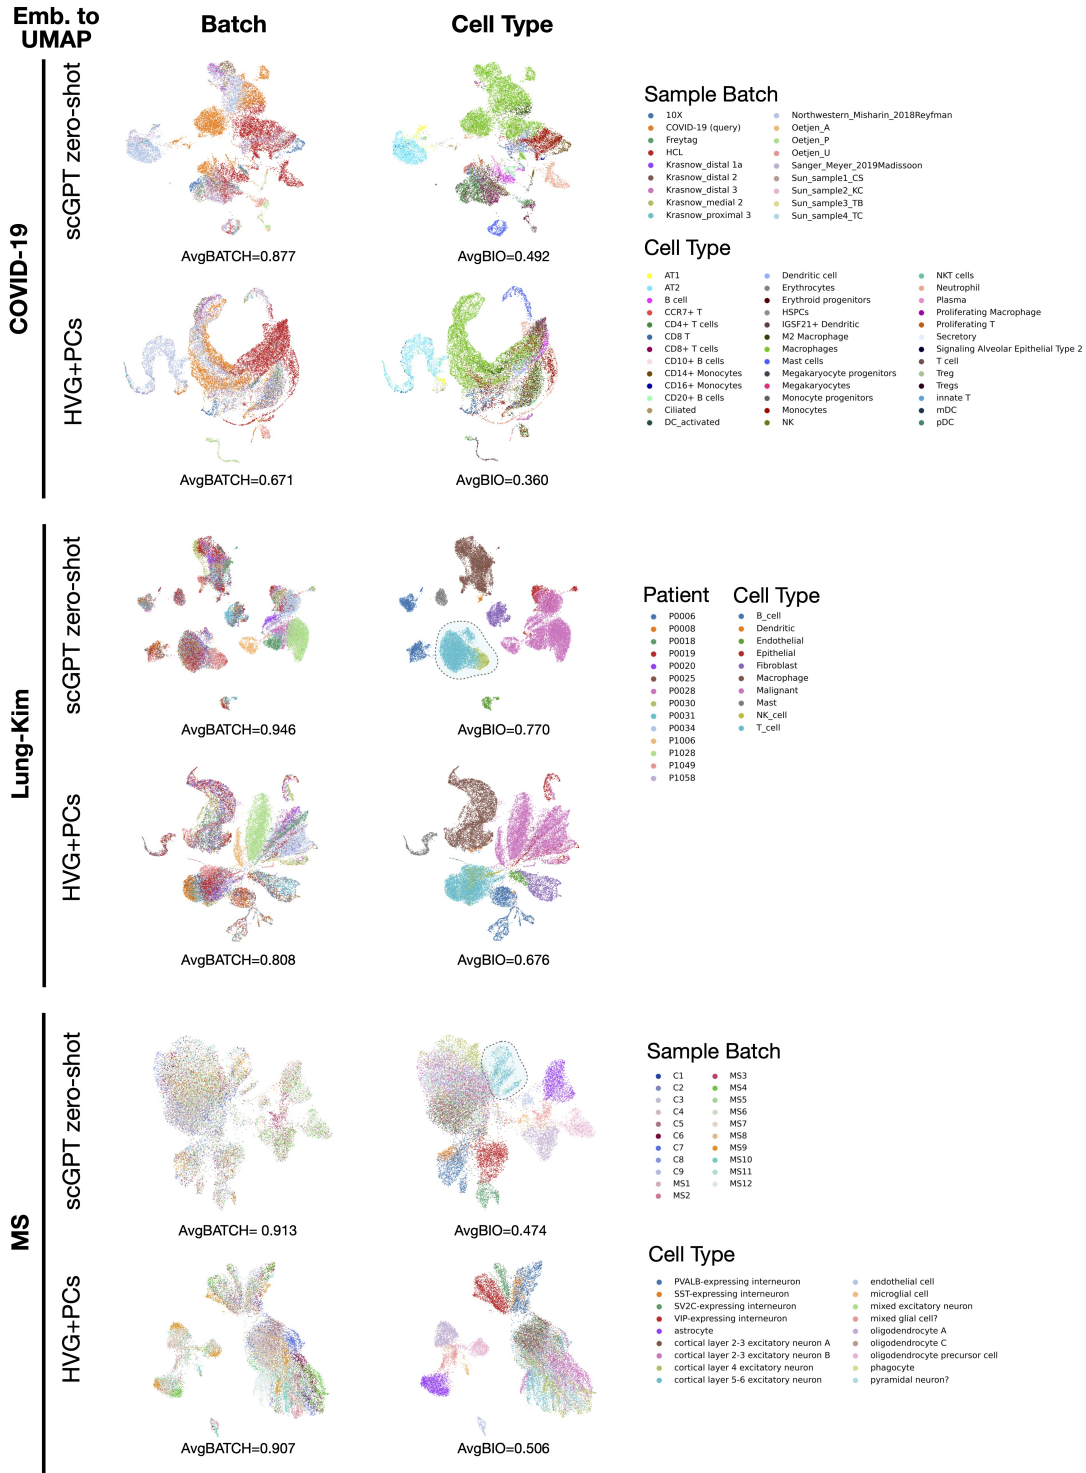 Emb. to
UMAP
Batch
Cell Type
COVID-19
scGPT zero-shot
AvgBATCH=0.877
AvgBIO=0.492
HVG+PCs
AvgBATCH=0.671
AvgBIO=0.360
Sample Batch
10X
COVID-19 (query)
Freytag
HCL
Krasnow_distal 1a
Krasnow_distal 2
Krasnow_distal 3
Krasnow_medial 2
Krasnow_proximal 3
Northwestern_Misharin_2018Reyfman
Oetjen_A
Oetjen_P
Oetjen_U
Sanger_Meyer_2019Madissoon
Sun_sample1_CS
Sun_sample2_KC
Sun_sample3_TB
Sun_sample4_TC
Cell Type
AT1
AT2
B cell
CCR7+ T
CD4+ T cells
CD8 T
CD8+ T cells
CD10+ B cells
CD14+ Monocytes
CD16+ Monocytes
CD20+ B cells
Ciliated
DC_activated
Dendritic cell
Erythrocytes
Erythroid progenitors
HSPCs
IGSF21+ Dendritic
M2 Macrophage
Macrophages
Mast cells
Megakaryocyte progenitors
Megakaryocytes
Monocyte progenitors
Monocytes
NK
NKT cells
Neutrophil
Plasma
Proliferating Macrophage
Proliferating T
Secretory
Signaling Alveolar Epithelial Type 2
T cell
Treg
Tregs
innate T
mDC
pDC
Lung-Kim
scGPT zero-shot
AvgBATCH=0.946
AvgBIO=0.770
HVG+PCs
AvgBATCH=0.808
AvgBIO=0.676
Patient
P0006
P0008
P0018
P0019
P0020
P0025
P0028
P0030
P0031
P0034
P1006
P1028
P1049
P1058
Cell Type
B_cell
Dendritic
Endothelial
Epithelial
Fibroblast
Macrophage
Malignant
Mast
NK_cell
T_cell
MS
scGPT zero-shot
AvgBATCH= 0.913
AvgBIO=0.474
HVG+PCs
AvgBATCH=0.907
AvgBIO=0.506
Sample Batch
C1
C2
C3
C4
C5
C6
C7
C8
C9
MS1
MS2
MS3
MS4
MS5
MS6
MS7
MS8
MS9
MS10
MS11
MS12
Cell Type
PVALB-expressing interneuron
SST-expressing interneuron
SV2C-expressing interneuron
VIP-expressing interneuron
astrocyte
cortical layer 2-3 excitatory neuron A
cortical layer 2-3 excitatory neuron B
cortical layer 4 excitatory neuron
cortical layer 5-6 excitatory neuron
endothelial cell
microglial cell
mixed excitatory neuron
mixed glial cell?
oligodendrocyte A
oligodendrocyte C
oligodendrocyte precursor cell
phagocyte
pyramidal neuron?